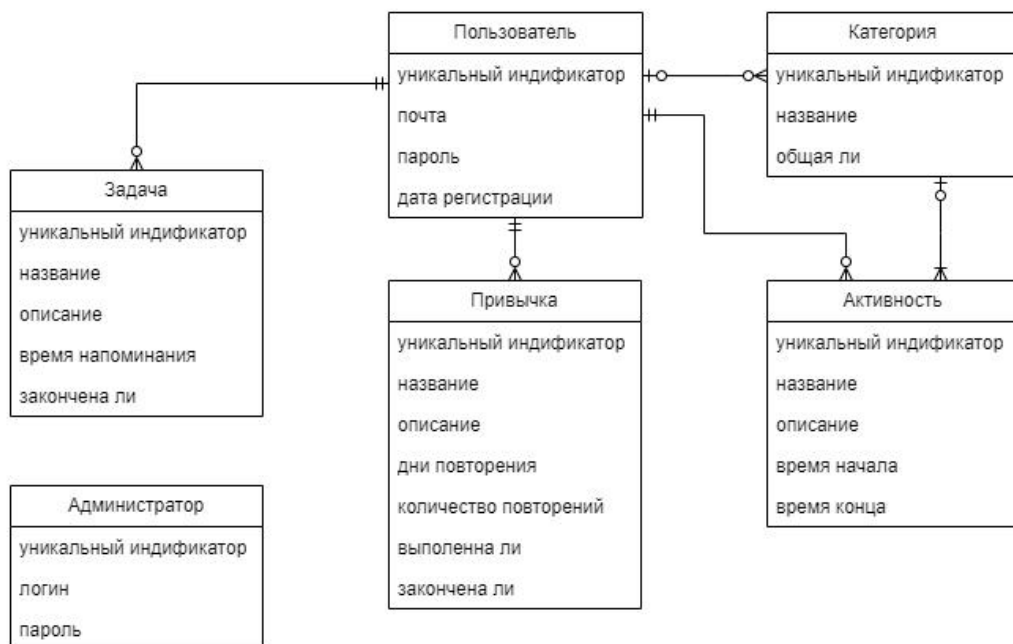 Пользователь
уникальный индификатор
почта
пароль
дата регистрации
Категория
уникальный индификатор
название
общая ли
Задача
уникальный индификатор
название
описание
время напоминания
закончена ли
Привычка
уникальный индификатор
название
описание
дни повторения
количество повторений
выполенна ли
закончена ли
Активность
уникальный индификатор
название
описание
время начала
время конца
Администратор
уникальный индификатор
логин
пароль